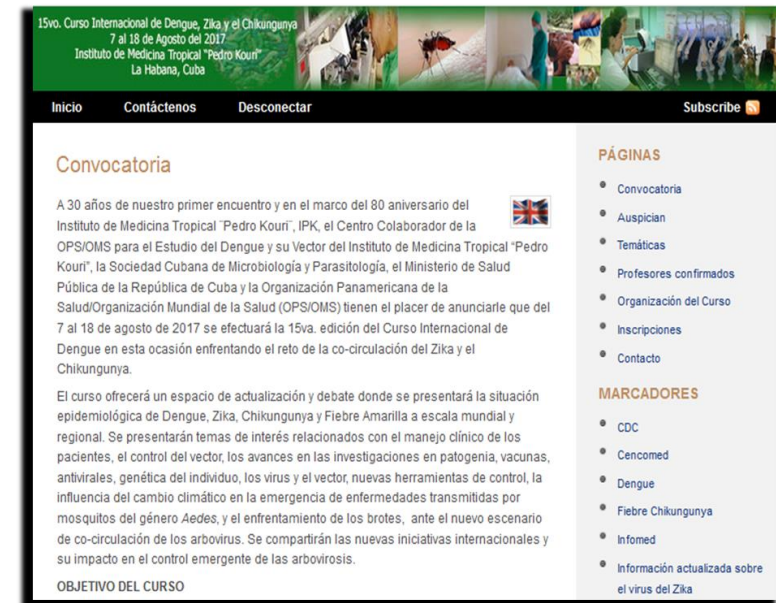 15vo. Curso Internacional de Dengue, Zika y el Chikungunya
7 al 18 de Agosto del 2017
Instituto de Medicina Tropical "Pedro Kourí"
La Habana, Cuba
Inicio Contáctenos Desconectar Subscribe
Convocatoria
A 30 años de nuestro primer encuentro y en el marco del 80 aniversario del
Instituto de Medicina Tropical ¨Pedro Kourí¨, IPK, el Centro Colaborador de la
OPS/OMS para el Estudio del Dengue y su Vector del Instituto de Medicina Tropical “Pedro
Kourí”, la Sociedad Cubana de Microbiología y Parasitología, el Ministerio de Salud
Pública de la República de Cuba y la Organización Panamericana de la
Salud/Organización Mundial de la Salud (OPS/OMS) tienen el placer de anunciarle que del
7 al 18 de agosto de 2017 se efectuará la 15va. edición del Curso Internacional de
Dengue en esta ocasión enfrentando el reto de la co-circulación del Zika y el
Chikungunya.
El curso ofrecerá un espacio de actualización y debate donde se presentará la situación
epidemiológica de Dengue, Zika, Chikungunya y Fiebre Amarilla a escala mundial y
regional. Se presentarán temas de interés relacionados con el manejo clínico de los
pacientes, el control del vector, los avances en las investigaciones en patogenia, vacunas,
antivirales, genética del individuo, los virus y el vector, nuevas herramientas de control, la
influencia del cambio climático en la emergencia de enfermedades transmitidas por
mosquitos del género Aedes, y el enfrentamiento de los brotes, ante el nuevo escenario
de co-circulación de los arbovirus. Se compartirán las nuevas iniciativas internacionales y
su impacto en el control emergente de las arbovirosis.
OBJETIVO DEL CURSO
PÁGINAS
Convocatoria
Auspician
Temáticas
Profesores confirmados
Organización del Curso
Inscripciones
Contacto
MARCADORES
CDC
Cencomed
Dengue
Fiebre Chikungunya
Infomed
Información actualizada sobre
el virus del Zika